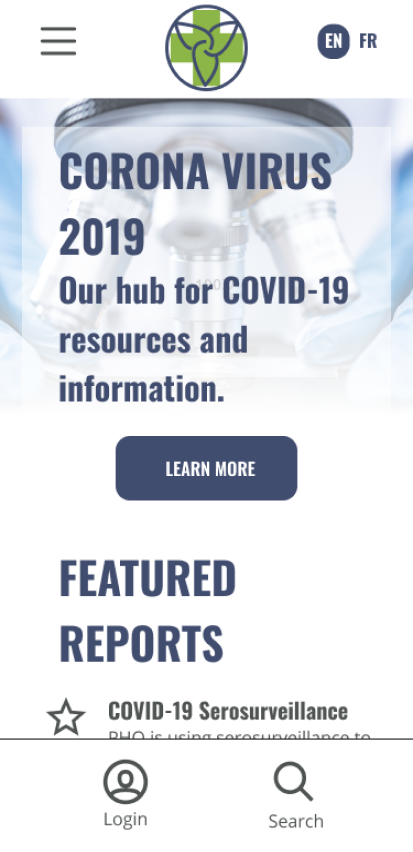 EN FR
CORONA VIRUS
2019
Our hub for COVID-19
resources and
information.
LEARN MORE
FEATURED
REPORTS
COVID-19 Serosurveillance
PHO is using serosurveillance to
Login
Search